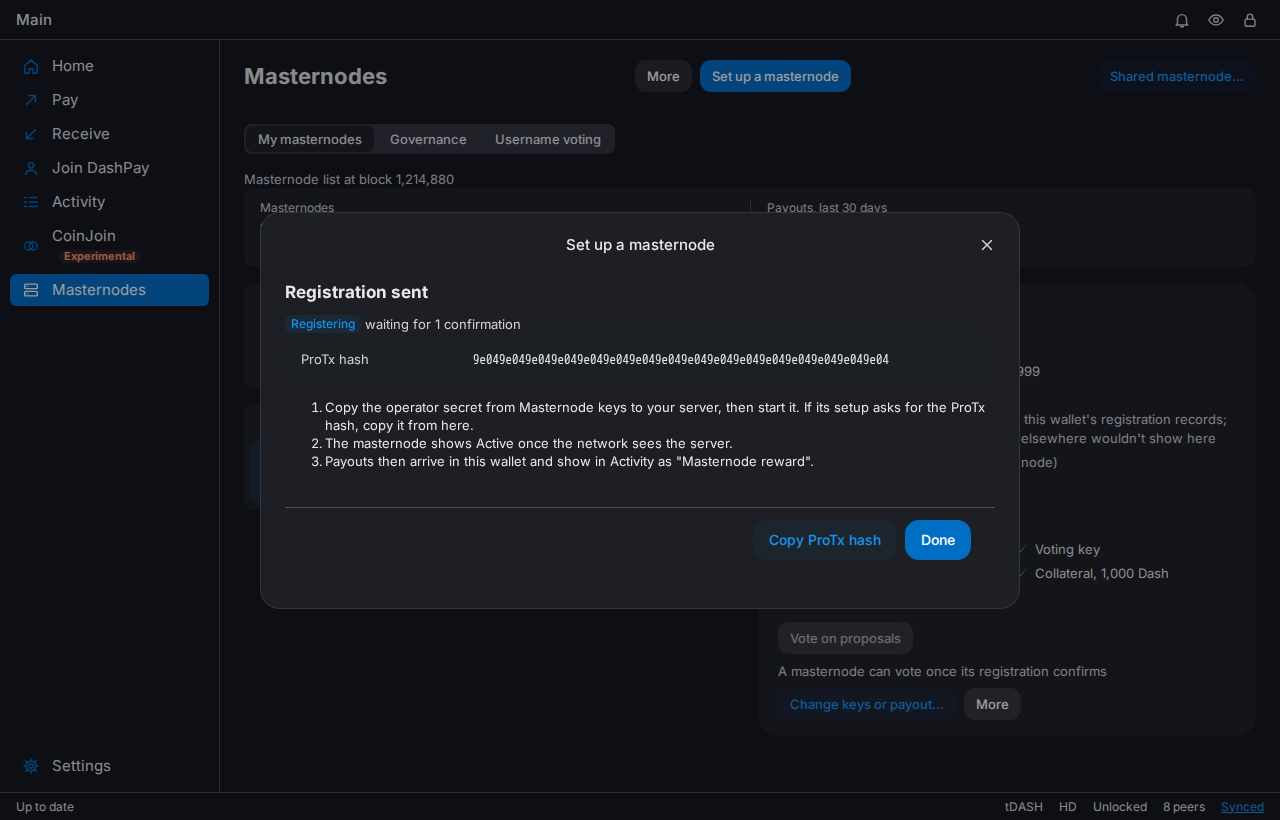 Main
Home
Pay
Receive
Join DashPay
Activity
CoinJoin
Experimental
Masternodes
Settings
Masternodes
More
Set up a masternode
Shared masternode...
My masternodes
Governance
Username voting
Masternode list at block 1,214,880
Masternodes
Payouts, last 30 days
Set up a masternode
Registration sent
Registering waiting for 1 confirmation
ProTx hash
9e049e049e049e049e049e049e049e049e049e049e049e049e049e049e049e04
1. Copy the operator secret from Masternode keys to your server, then start it. If its setup asks for the ProTx
hash, copy it from here.
2. The masternode shows Active once the network sees the server.
3. Payouts then arrive in this wallet and show in Activity as "Masternode reward".
Copy ProTx hash
Done
999
this wallet's registration records;
elsewhere wouldn't show here
node)
Voting key
Collateral, 1,000 Dash
Vote on proposals
A masternode can vote once its registration confirms
Change keys or payout...
More
Up to date
tDASH
HD
Unlocked
8 peers
Synced